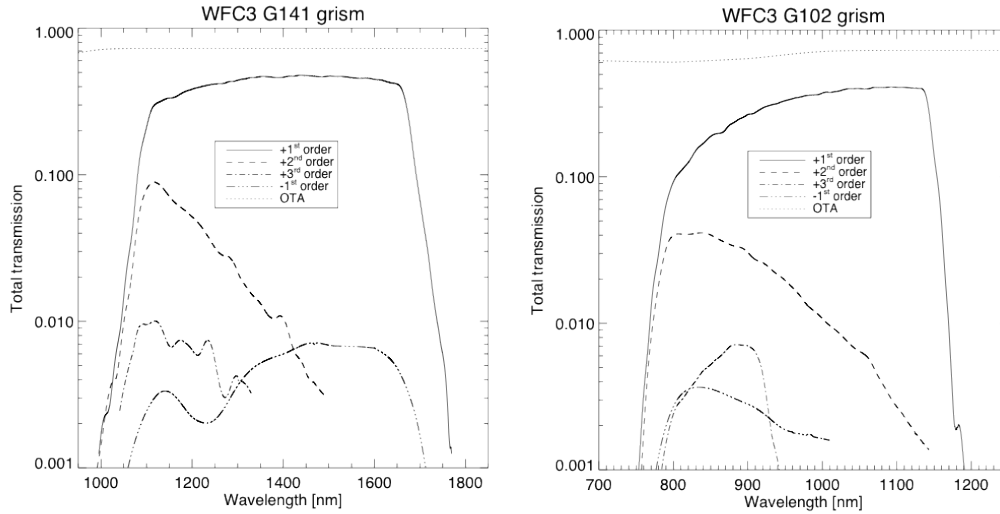 WFC3 G141 grism
1.000
0.100
0.010
0.001
Total transmission
+1st order
+2nd order
+3rd order
-1st order
OTA
1000 1200 1400 1600 1800
Wavelength [nm]
WFC3 G102 grism
1.000
0.100
0.010
0.001
Total transmission
+1st order
+2nd order
+3rd order
-1st order
OTA
700 800 900 1000 1100 1200
Wavelength [nm]